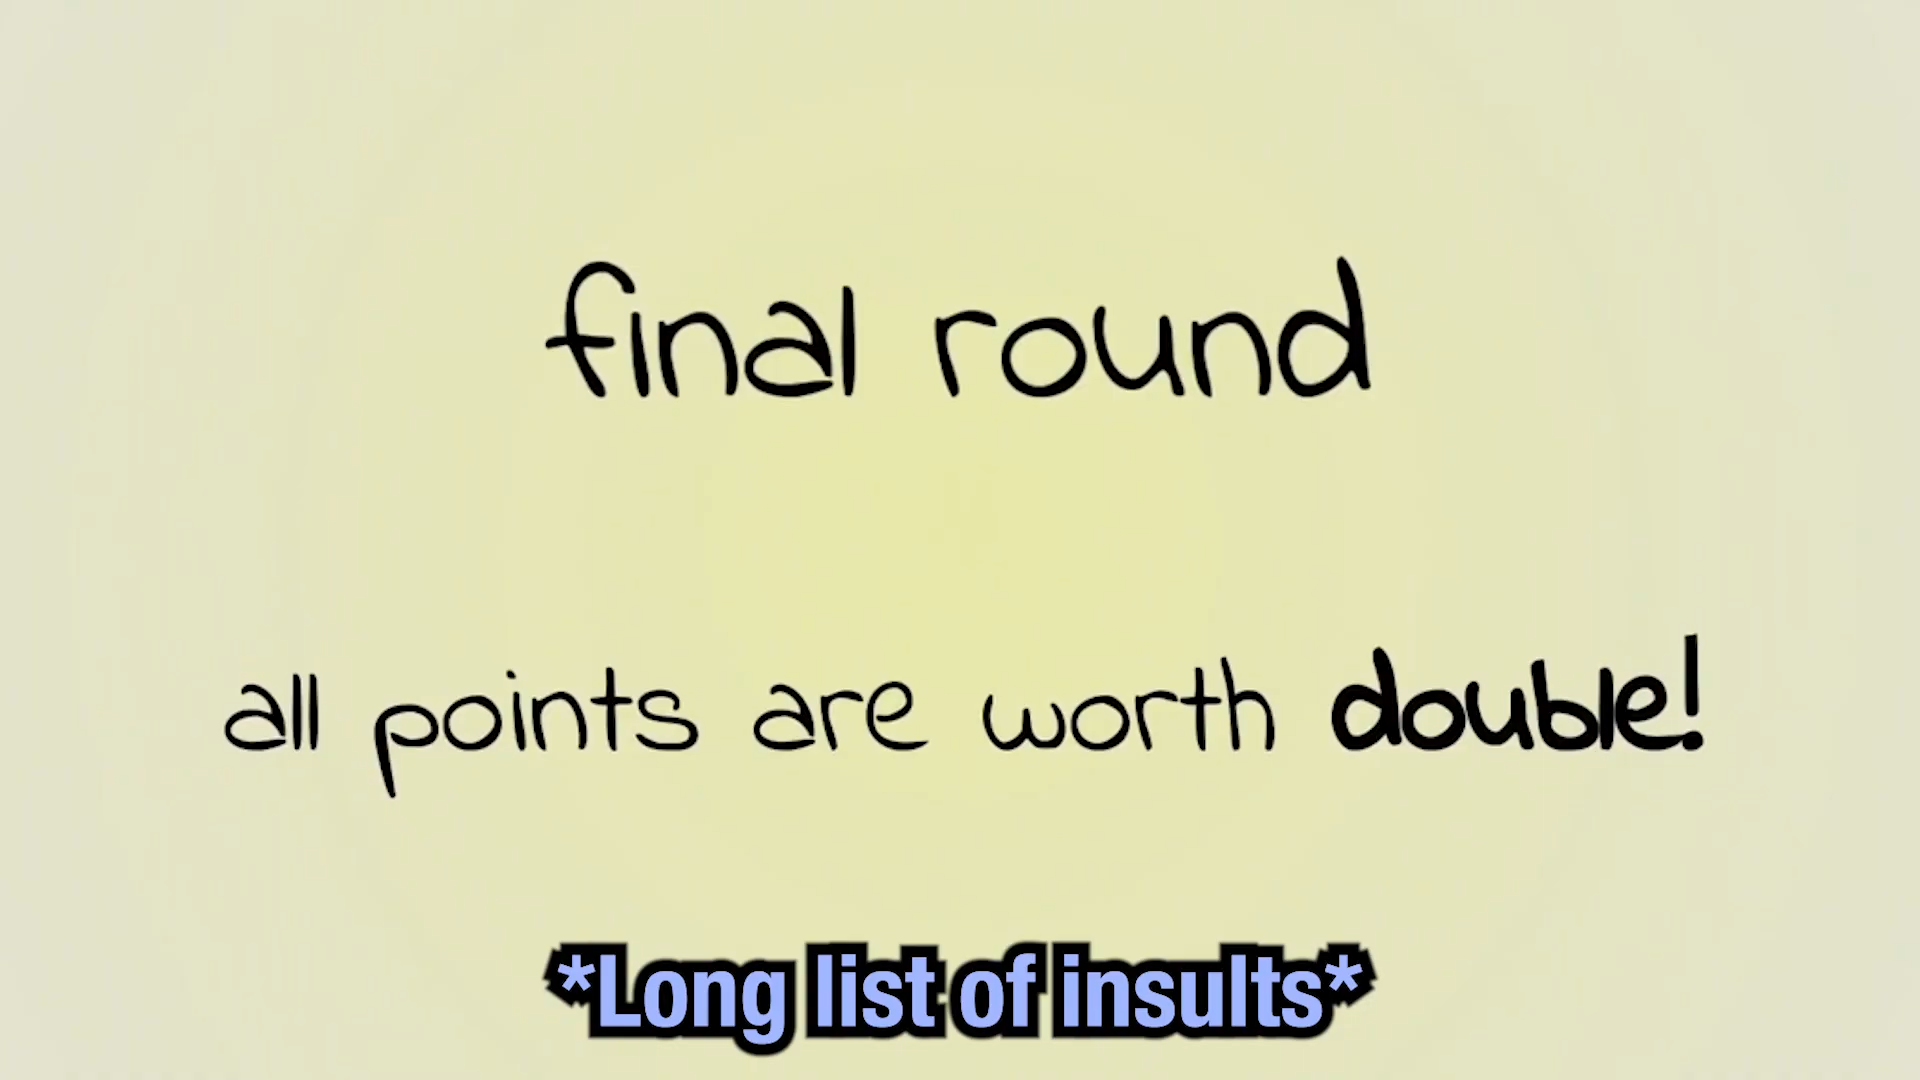 final round
all points are worth double!
*Long list of insults*